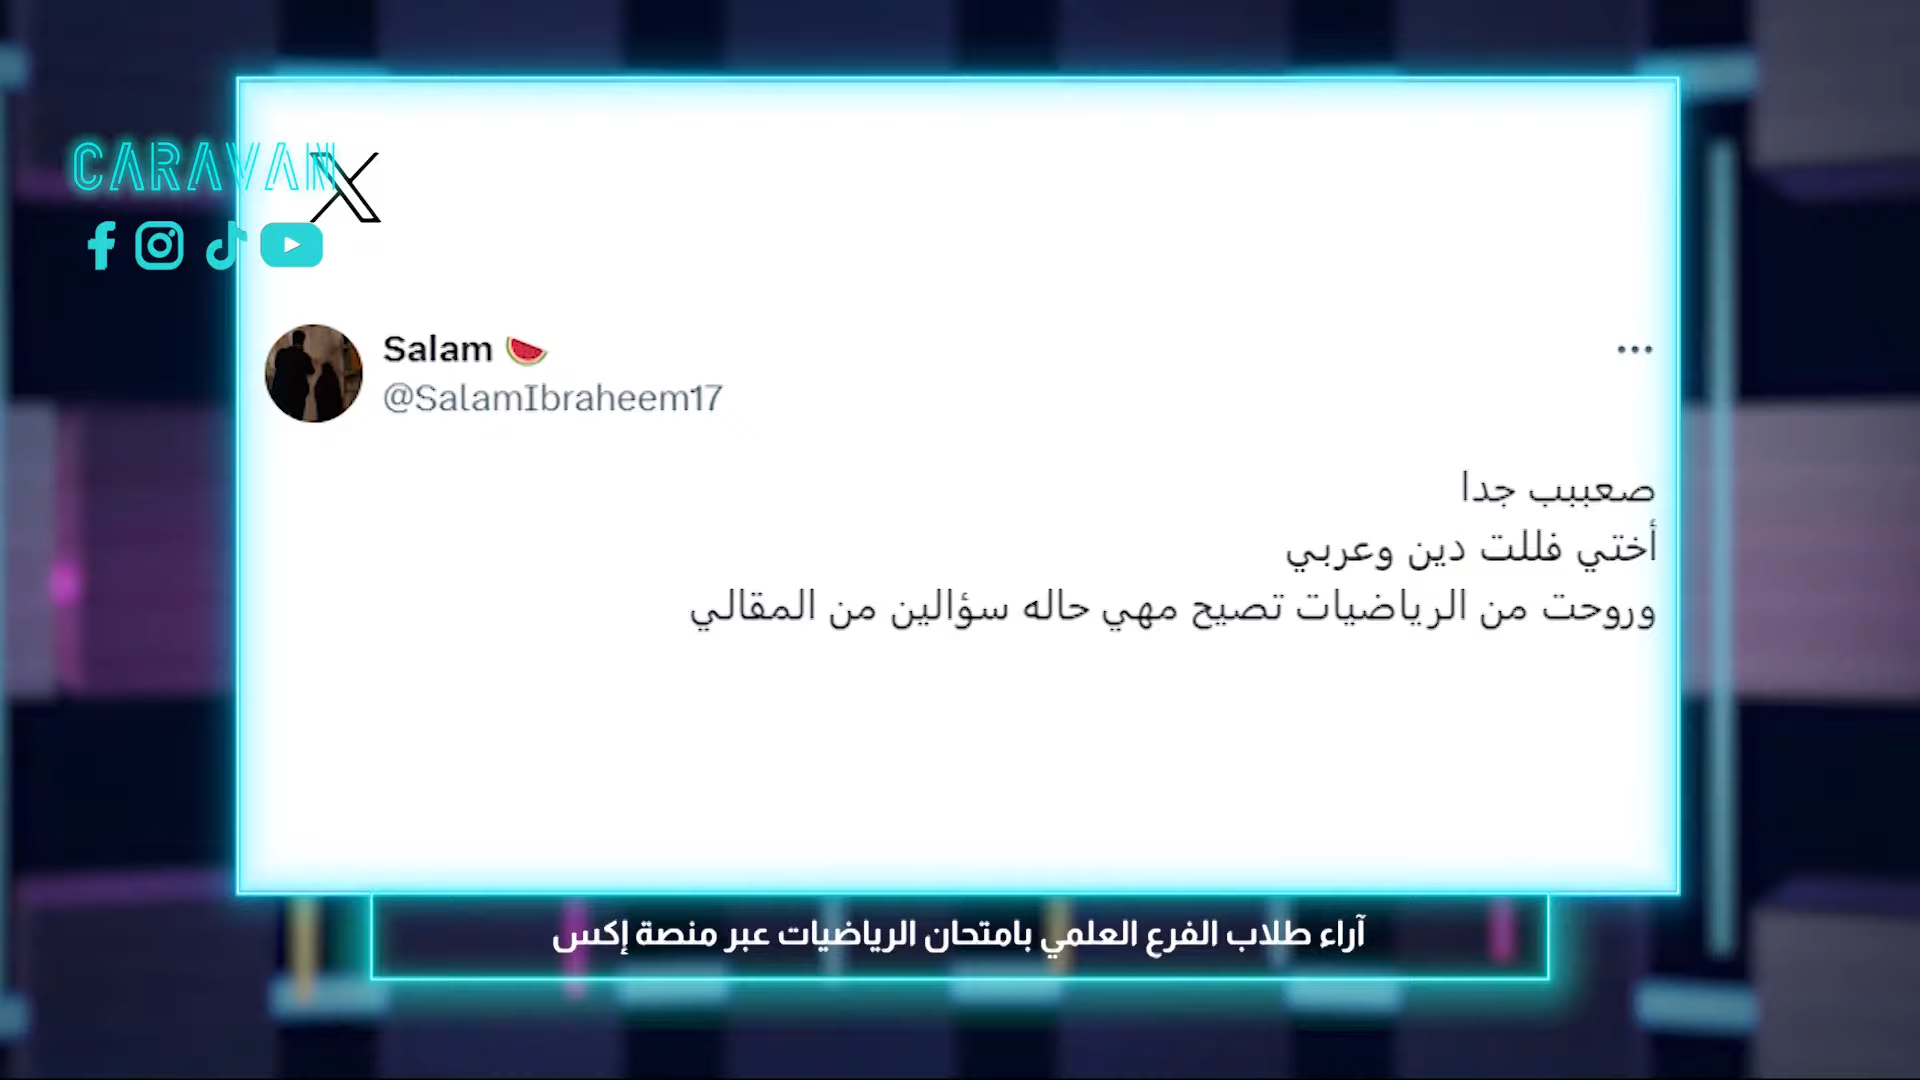 CARAVAN
Salam
@SalamIbraheem17
صعببب جدا
أختي فللت دين وعربي
وروحت من الرياضيات تصيح مهي حاله سؤالين من المقالي
آراء طلاب الفرع العلمي بامتحان الرياضيات عبر منصة إكس